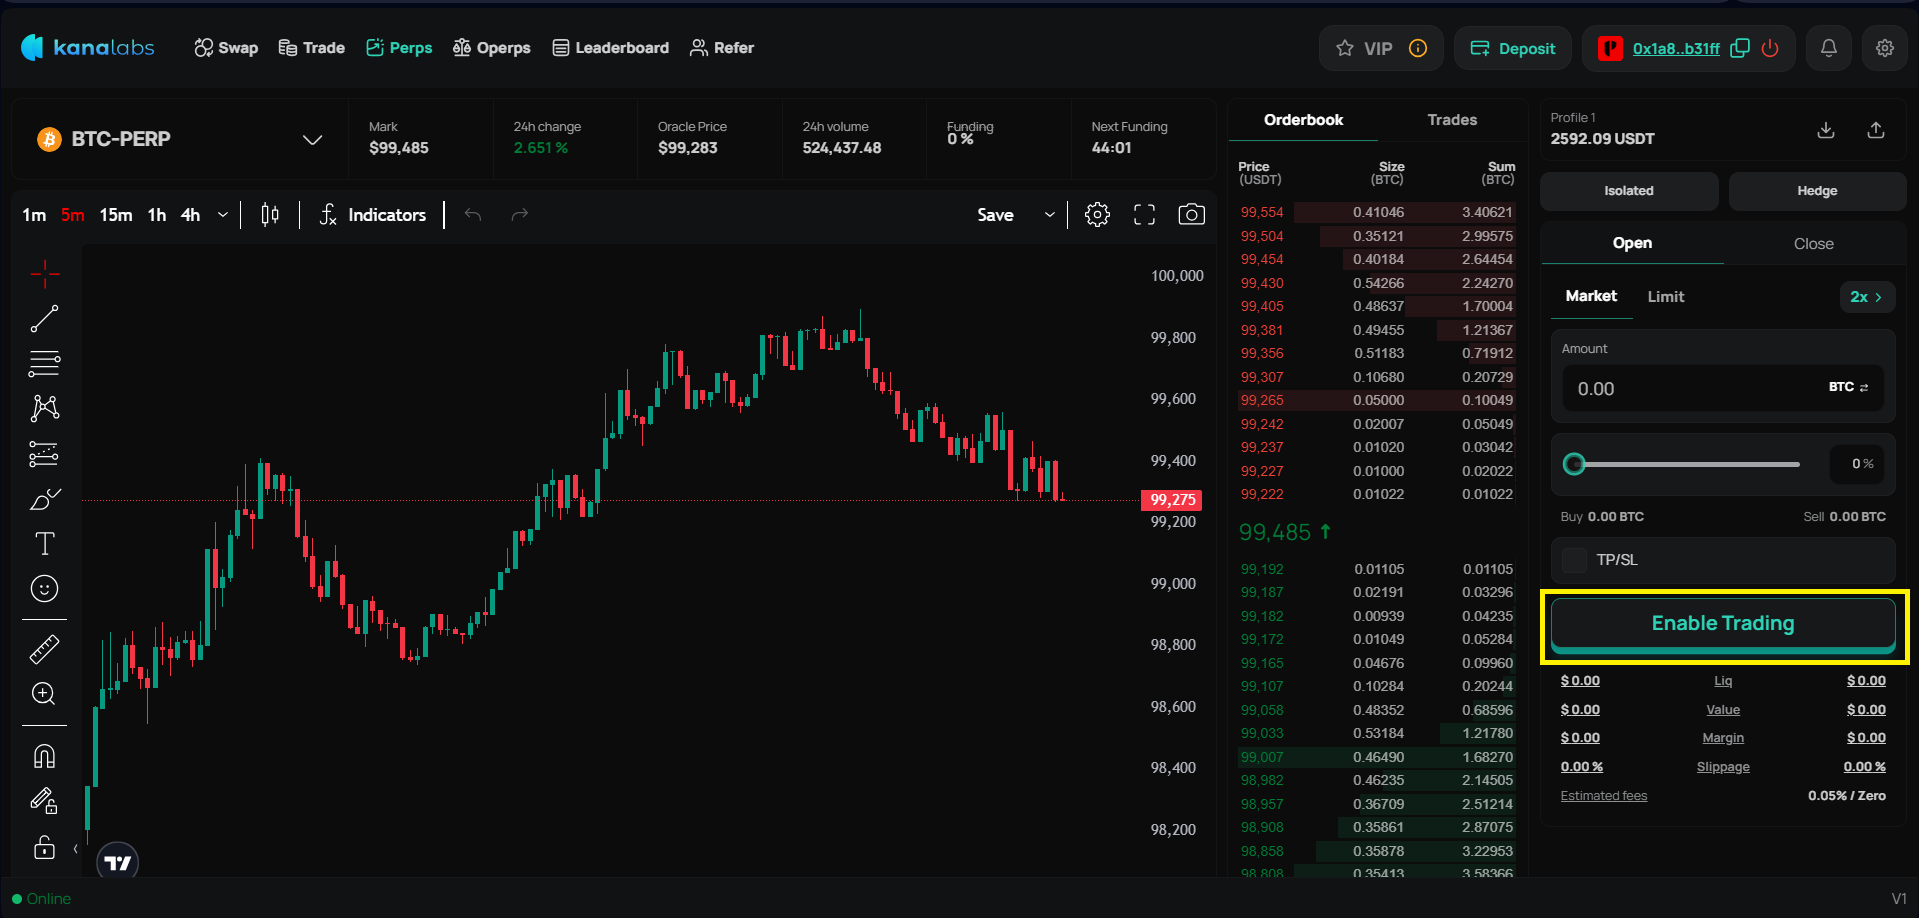 kanalabs Swap Trade Perps Operps Leaderboard Refer VIP Deposit 0x1a8..b31ff
BTC-PERP
Mark
$99,485
24h change
2.651 %
Oracle Price
$99,283
24h volume
524,437.48
Funding
0 %
Next Funding
44:01
1m 5m 15m 1h 4h Indicators Save
100,000
99,800
99,600
99,400
99,275
99,200
99,000
98,800
98,600
98,400
98,200
Orderbook Trades
Price Size Sum
(USDT) (BTC) (BTC)
99,554 0.41046 3.40621
99,504 0.35121 2.99575
99,454 0.40184 2.64454
99,430 0.54266 2.24270
99,405 0.48637 1.70004
99,381 0.49455 1.21367
99,356 0.51183 0.71912
99,307 0.10680 0.20729
99,265 0.05000 0.10049
99,242 0.02007 0.05049
99,237 0.01020 0.03042
99,227 0.01000 0.02022
99,222 0.01022 0.01022
99,485 ↑
99,192 0.01105 0.01105
99,187 0.02191 0.03296
99,182 0.00939 0.04235
99,172 0.01049 0.05284
99,165 0.04676 0.09960
99,107 0.10284 0.20244
99,058 0.48352 0.68596
99,033 0.53184 1.21780
99,007 0.46490 1.68270
98,982 0.46235 2.14505
98,957 0.36709 2.51214
98,908 0.35861 2.87075
98,858 0.35878 3.22953
98,808 0.35413 3.58366
Profile 1
2592.09 USDT
Isolated Hedge
Open Close
Market Limit 2x >
Amount
0.00 BTC
0 %
Buy 0.00 BTC Sell 0.00 BTC
TP/SL
Enable Trading
$ 0.00 Liq $ 0.00
$ 0.00 Value $ 0.00
$ 0.00 Margin $ 0.00
0.00 % Slippage 0.00 %
Estimated fees 0.05% / Zero
Online V1